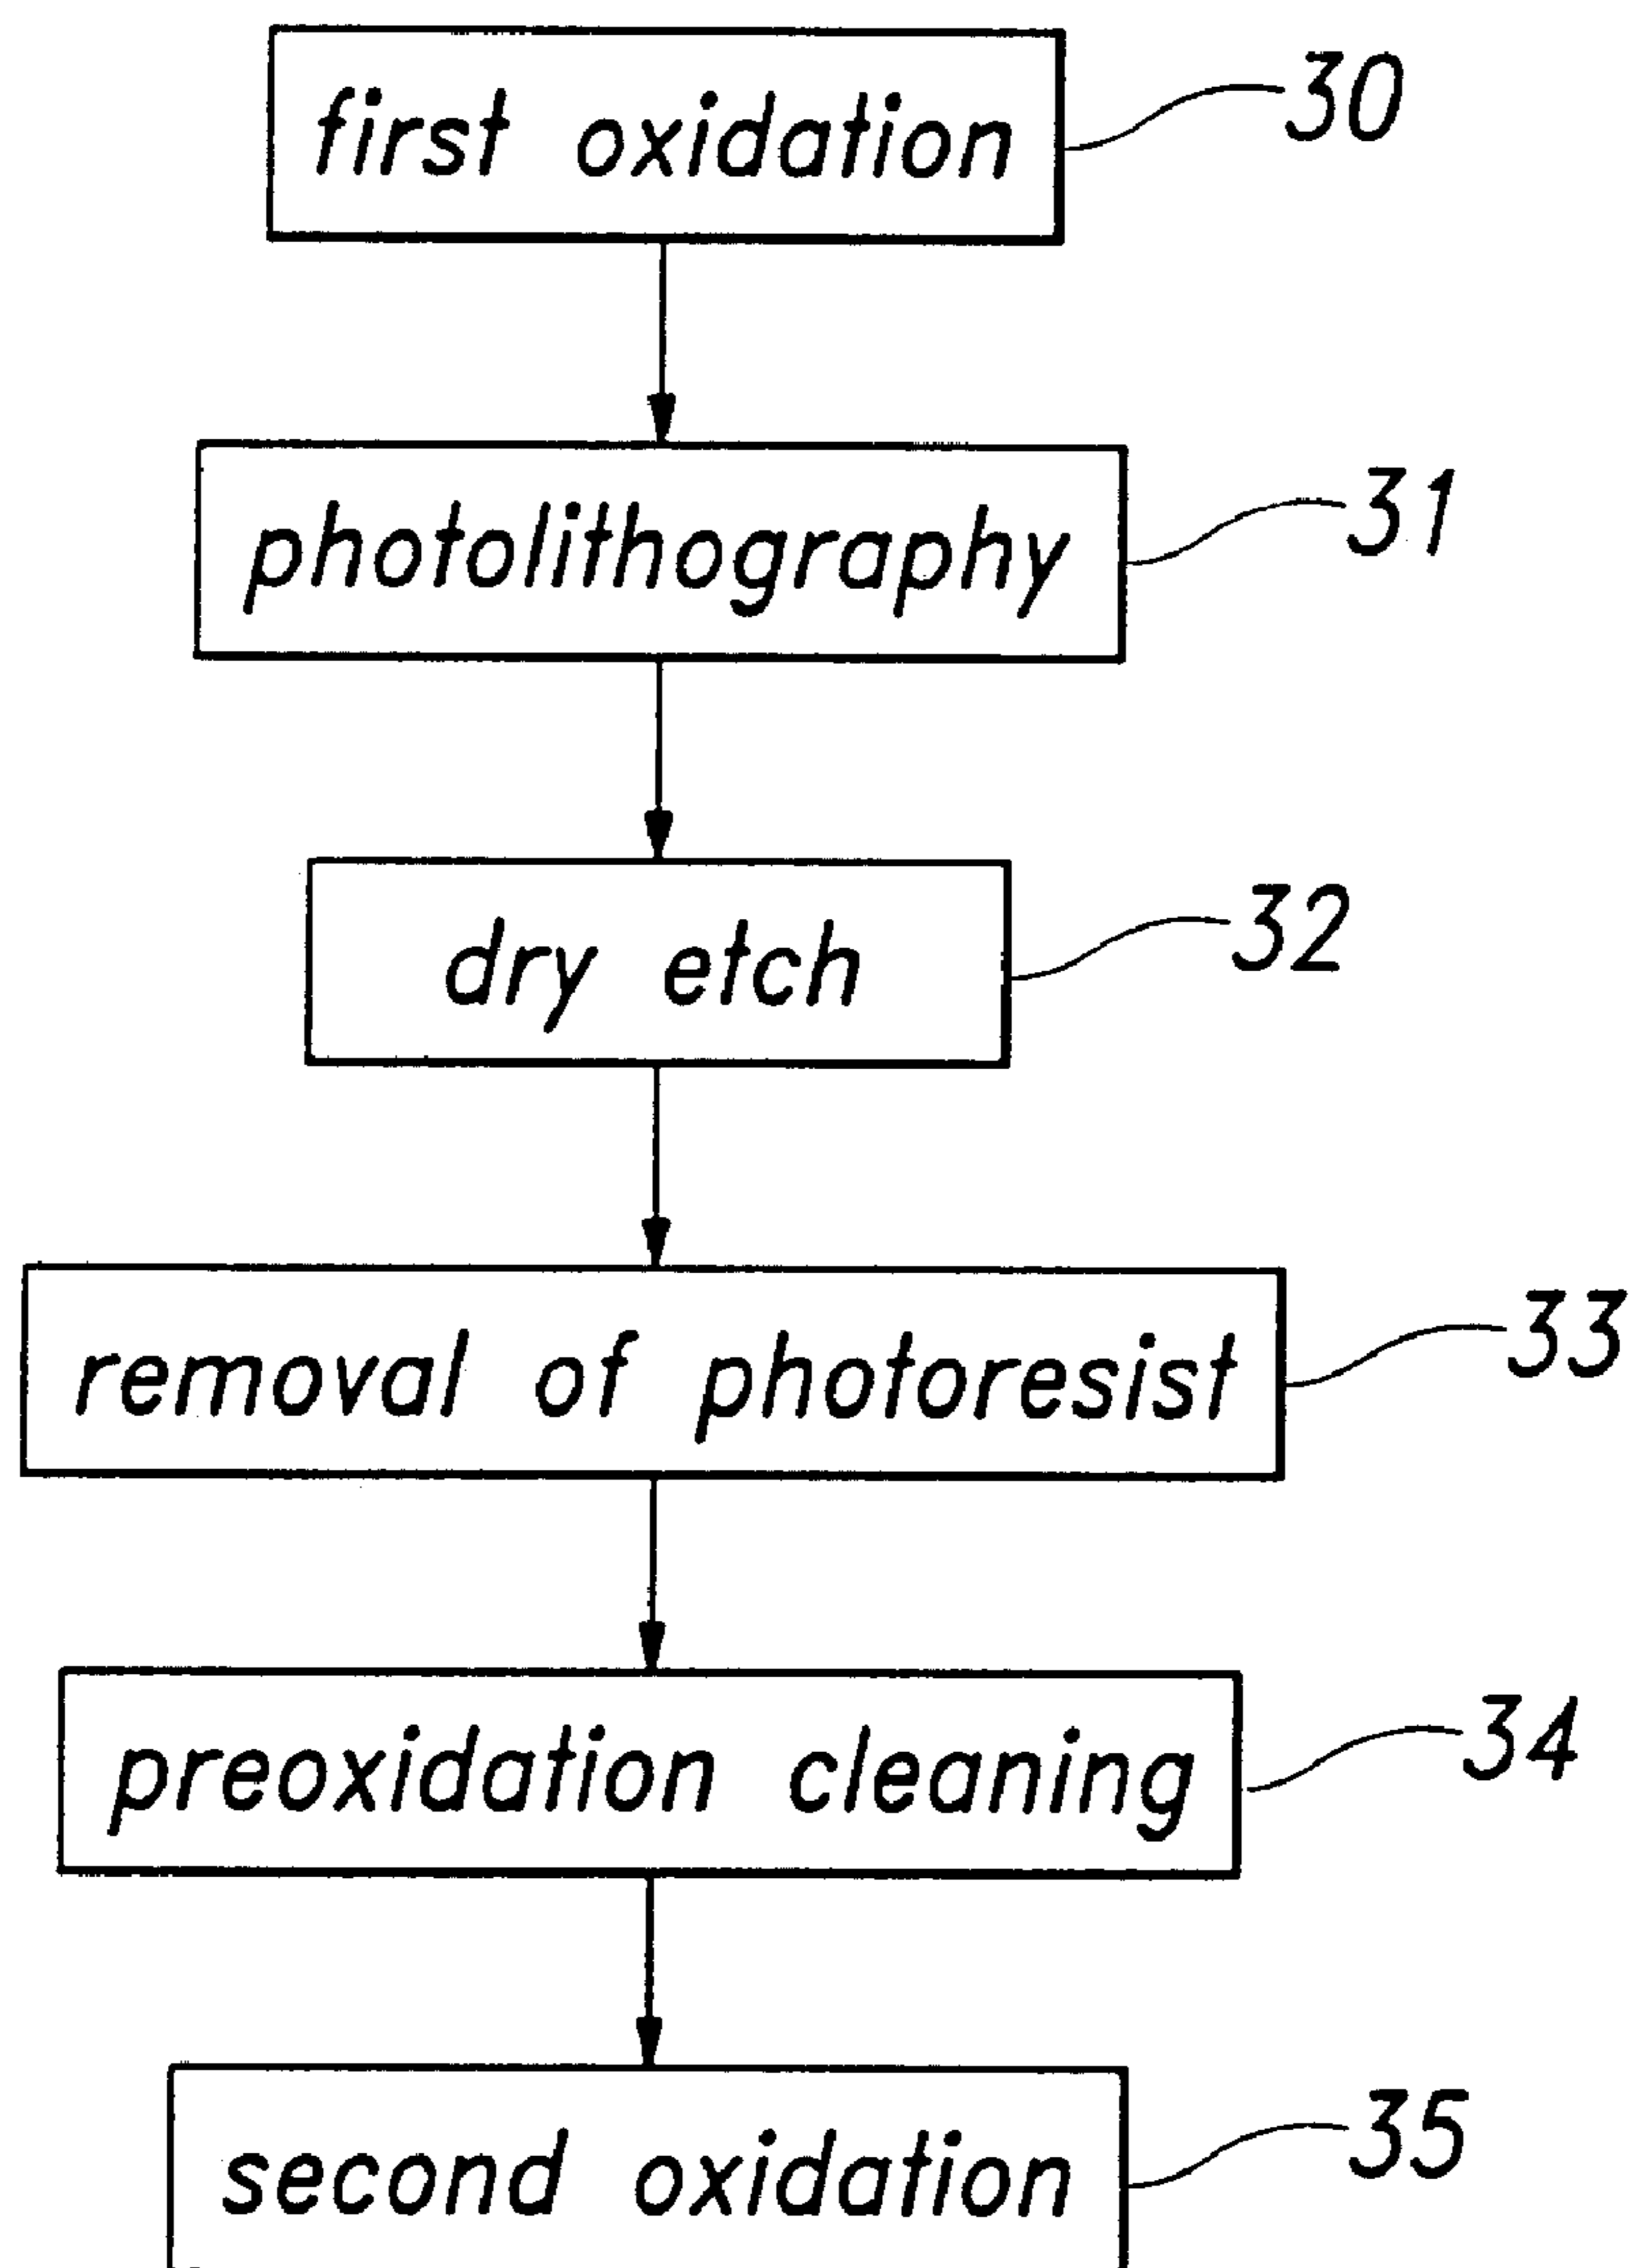 first oxidation
30
photolithography
31
dry etch
32
removal of photoresist
33
preoxidation cleaning
34
second oxidation
35